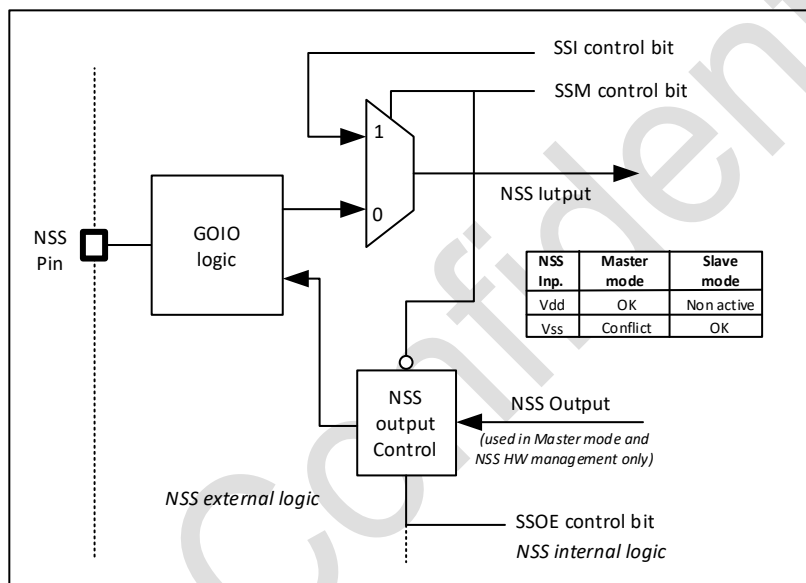 SSI control bit
SSM control bit
1
NSS Iutput
0
GOIO
logic
NSS
Pin
NSS
Inp.
Master
mode
Slave
mode
Vdd
OK
Non active
Vss
Conflict
OK
NSS
output
Control
NSS Output
(used in Master mode and
NSS HW management only)
NSS external logic
SSOE control bit
NSS internal logic
Confident